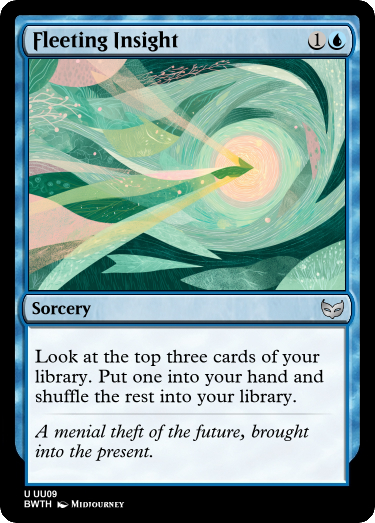 Fleeting Insight 1
Sorcery
Look at the top three cards of your
library. Put one into your hand and
shuffle the rest into your library.
A menial theft of the future, brought
into the present.
U UU09
BWTH Midjourney